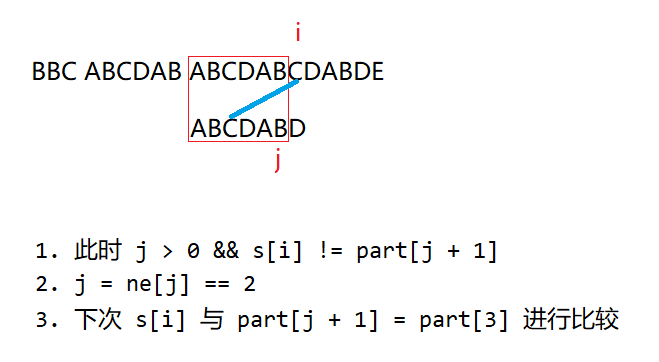 i
BBC ABCDAB ABCDABCDABDE
ABCDABD
j
1. 此时 j > 0 && s[i] != part[j + 1]
2. j = ne[j] == 2
3. 下次 s[i] 与 part[j + 1] = part[3] 进行比较